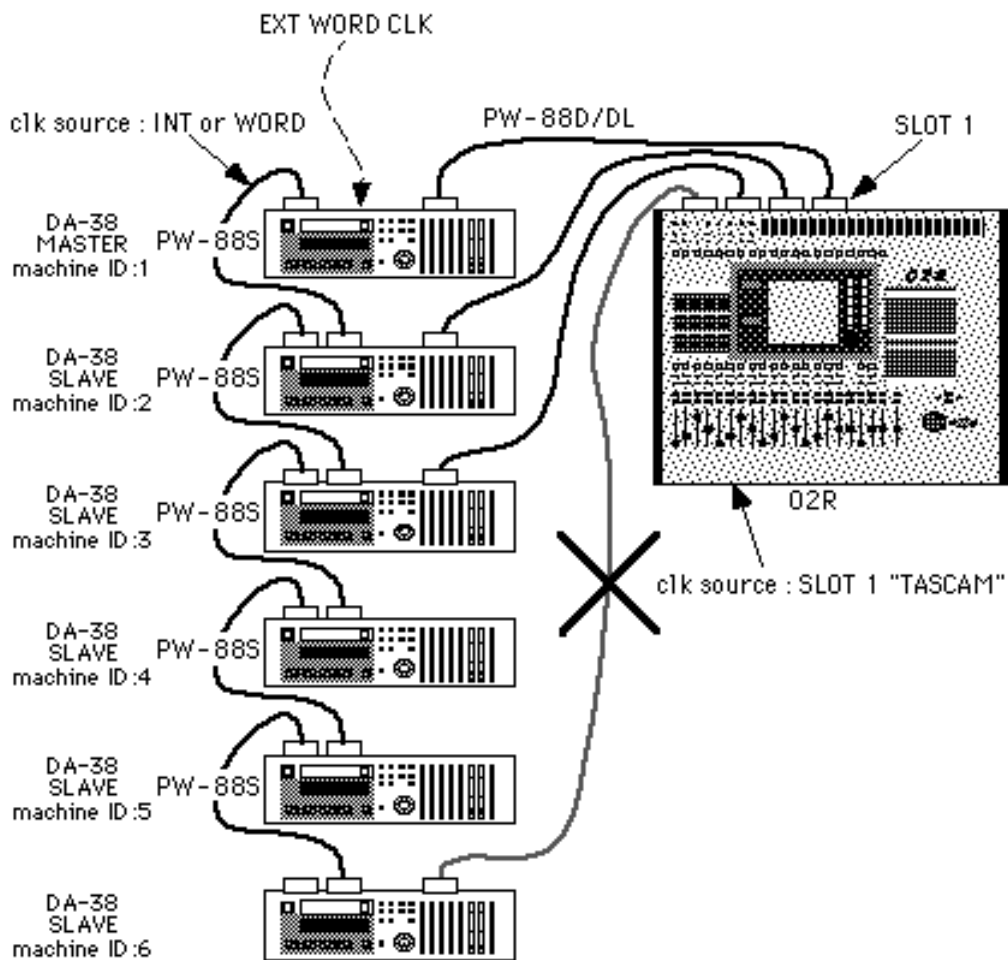 EXT WORD CLK
clk source : INT or WORD
PW-88D/DL
SLOT 1
DA-38
MASTER
machine ID:1
PW-88S
DA-38
SLAVE
machine ID:2
PW-88S
DA-38
SLAVE
machine ID:3
PW-88S
DA-38
SLAVE
machine ID:4
PW-88S
DA-38
SLAVE
machine ID:5
PW-88S
DA-38
SLAVE
machine ID:6
02R
02R
clk source : SLOT 1 "TASCAM"